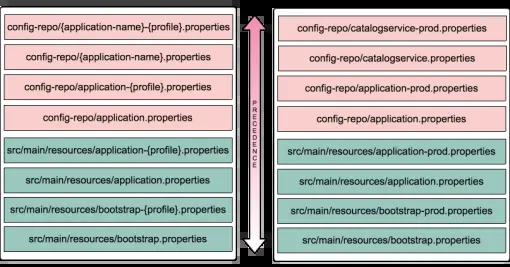 config-repo/{application-name}-{profile}.properties
config-repo/{application-name}.properties
config-repo/application-{profile}.properties
config-repo/application.properties
src/main/resources/application-{profile}.properties
src/main/resources/application.properties
src/main/resources/bootstrap-{profile}.properties
src/main/resources/bootstrap.properties
PRECEDENCE
config-repo/catalogservice-prod.properties
config-repo/catalogservice.properties
config-repo/application-prod.properties
config-repo/application.properties
src/main/resources/application-prod.properties
src/main/resources/application.properties
src/main/resources/bootstrap-prod.properties
src/main/resources/bootstrap.properties